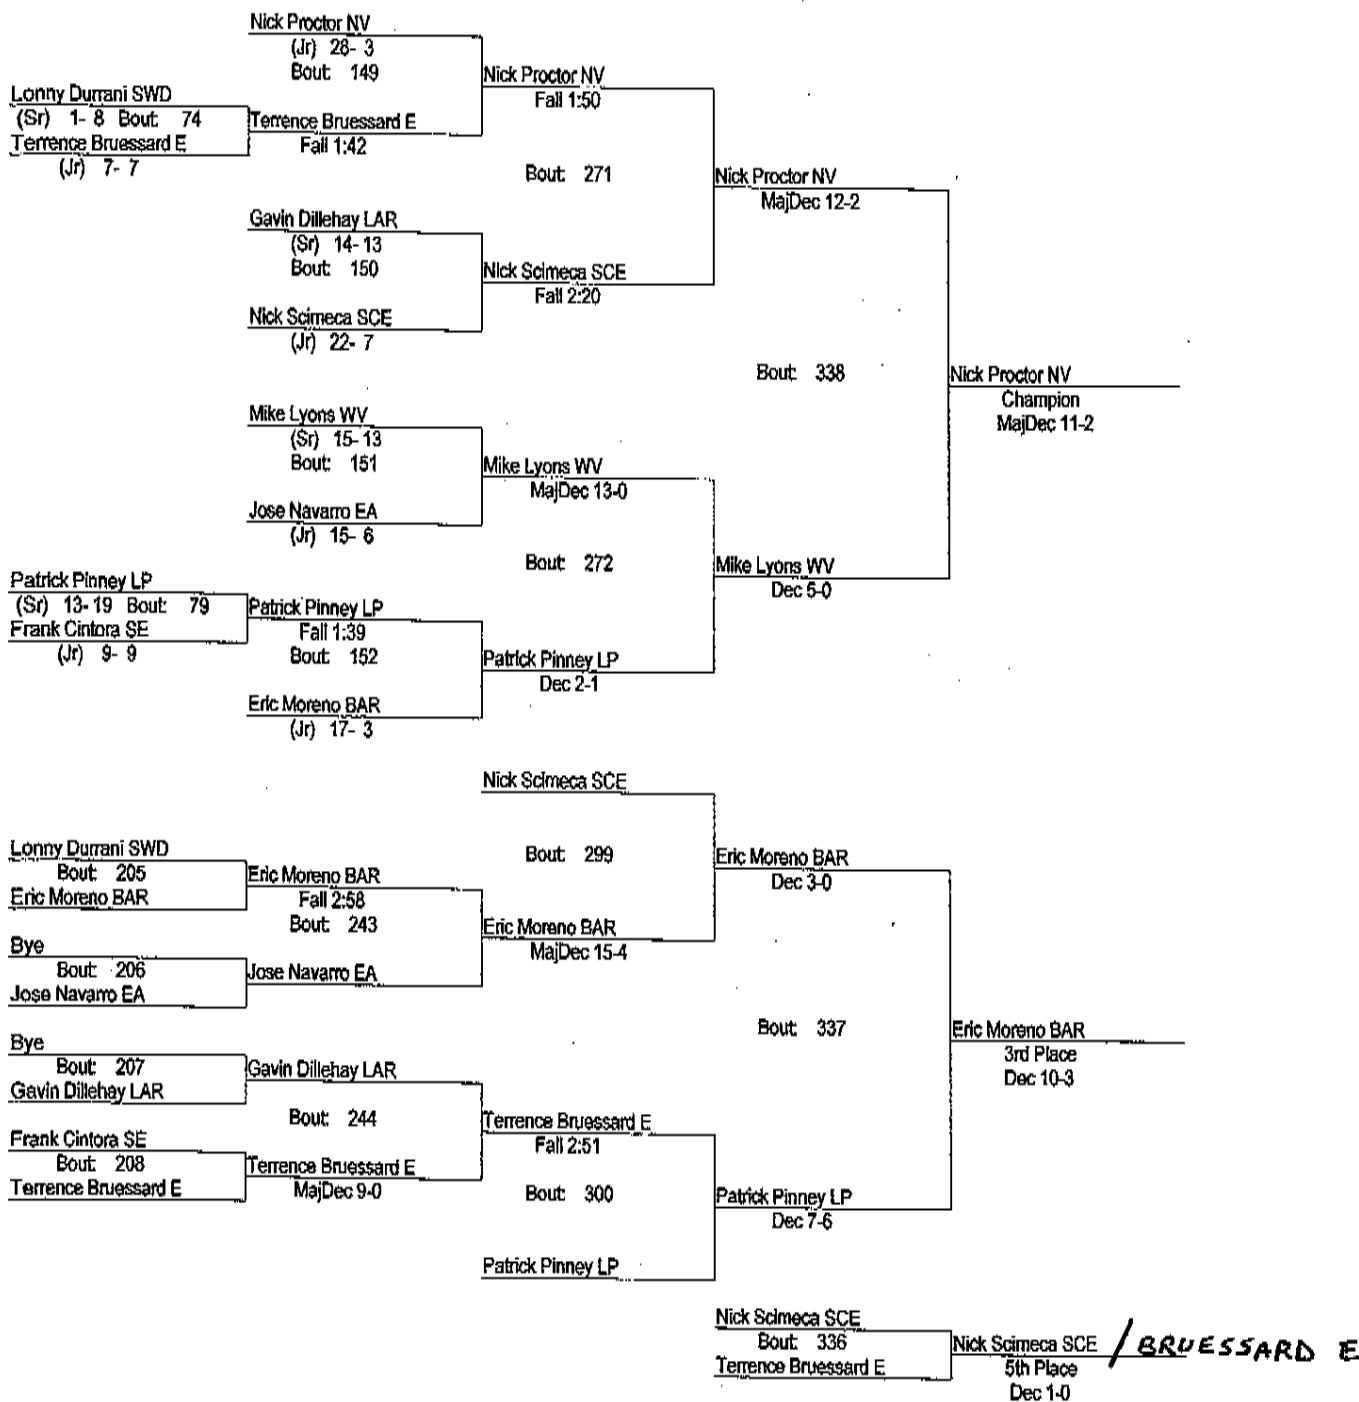 Nick Proctor NV
(Jr) 28- 3
Bout: 149
Nick Proctor NV
Fall 1:50
Lonny Durrani SWD
(Sr) 1- 8 Bout: 74
Terrence Bruessard E
(Jr) 7- 7
Terrence Bruessard E
Fall 1:42
Bout: 271
Nick Proctor NV
MajDec 12-2
Gavin Dillehay LAR
(Sr) 14- 13
Bout: 150
Nick Scimeca SCE
Fall 2:20
Nick Scimeca SCE
(Jr) 22- 7
Bout: 338
Nick Proctor NV
Champion
MajDec 11-2
Mike Lyons WV
(Sr) 15- 13
Bout: 151
Mike Lyons WV
MajDec 13-0
Jose Navarro EA
(Jr) 15- 6
Bout: 272
Mike Lyons WV
Dec 5-0
Patrick Pinney LP
(Sr) 13- 19 Bout: 79
Frank Cintora SE
(Jr) 9- 9
Patrick Pinney LP
Fall 1:39
Bout: 152
Patrick Pinney LP
Dec 2-1
Eric Moreno BAR
(Jr) 17- 3
Nick Scimeca SCE
Bout: 299
Eric Moreno BAR
Dec 3-0
Lonny Durrani SWD
Bout: 205
Eric Moreno BAR
Eric Moreno BAR
Fall 2:58
Bout: 243
Eric Moreno BAR
MajDec 15-4
Bye
Bout: 206
Jose Navarro EA
Jose Navarro EA
Bout: 337
Eric Moreno BAR
3rd Place
Dec 10-3
Bye
Bout: 207
Gavin Dillehay LAR
Gavin Dillehay LAR
Bout: 244
Terrence Bruessard E
Fall 2:51
Frank Cintora SE
Bout: 208
Terrence Bruessard E
Terrence Bruessard E
MajDec 9-0
Bout: 300
Patrick Pinney LP
Dec 7-6
Patrick Pinney LP
Nick Scimeca SCE
Bout: 336
Terrence Bruessard E
Nick Scimeca SCE / BRUESSARD E
5th Place
Dec 1-0